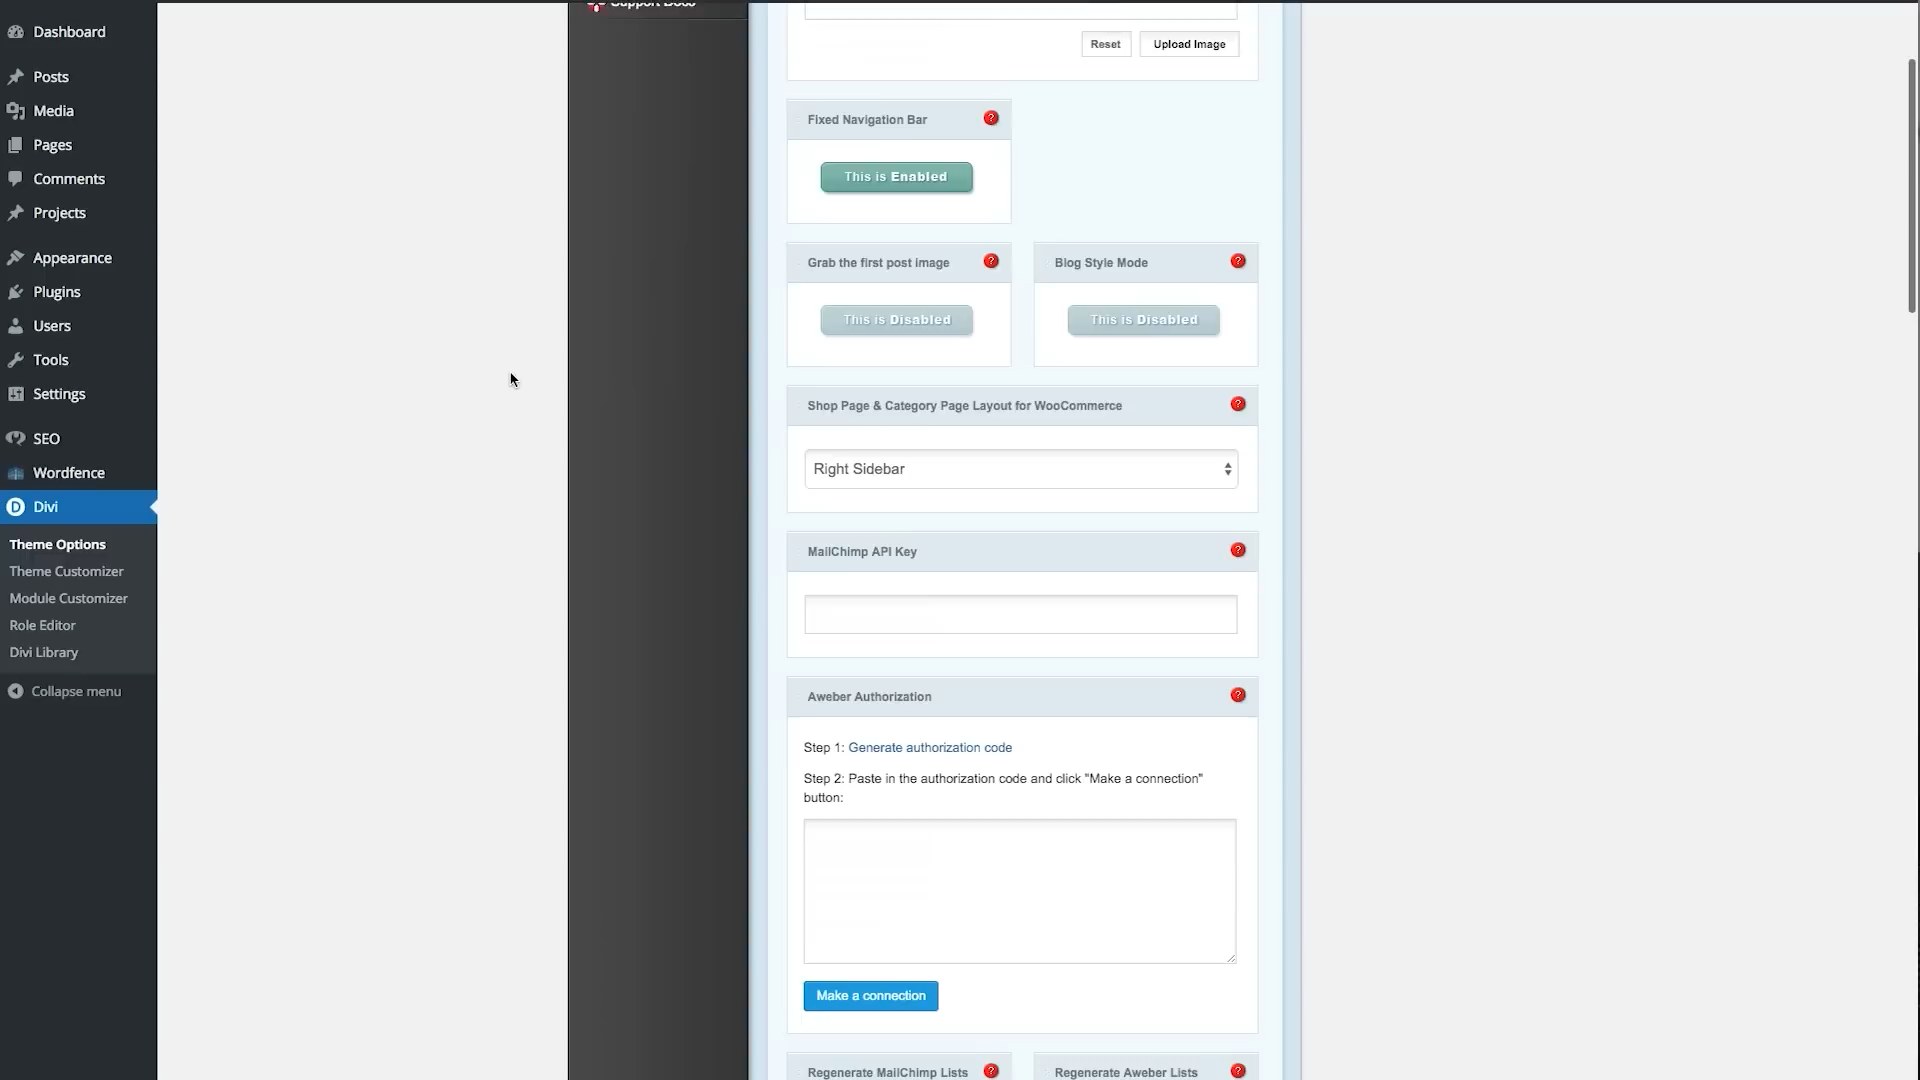 Dashboard
Posts
Media
Pages
Comments
Projects
Appearance
Plugins
Users
Tools
Settings
SEO
Wordfence
Divi
Theme Options
Theme Customizer
Module Customizer
Role Editor
Divi Library
Collapse menu
Support Docs
Reset
Upload Image
Fixed Navigation Bar
?
This is Enabled
Grab the first post image
?
This is Disabled
Blog Style Mode
?
This is Disabled
Shop Page & Category Page Layout for WooCommerce
?
Right Sidebar
MailChimp API Key
?
Aweber Authorization
?
Step 1: Generate authorization code
Step 2: Paste in the authorization code and click "Make a connection"
button:
Make a connection
Regenerate MailChimp Lists
?
Regenerate Aweber Lists
?